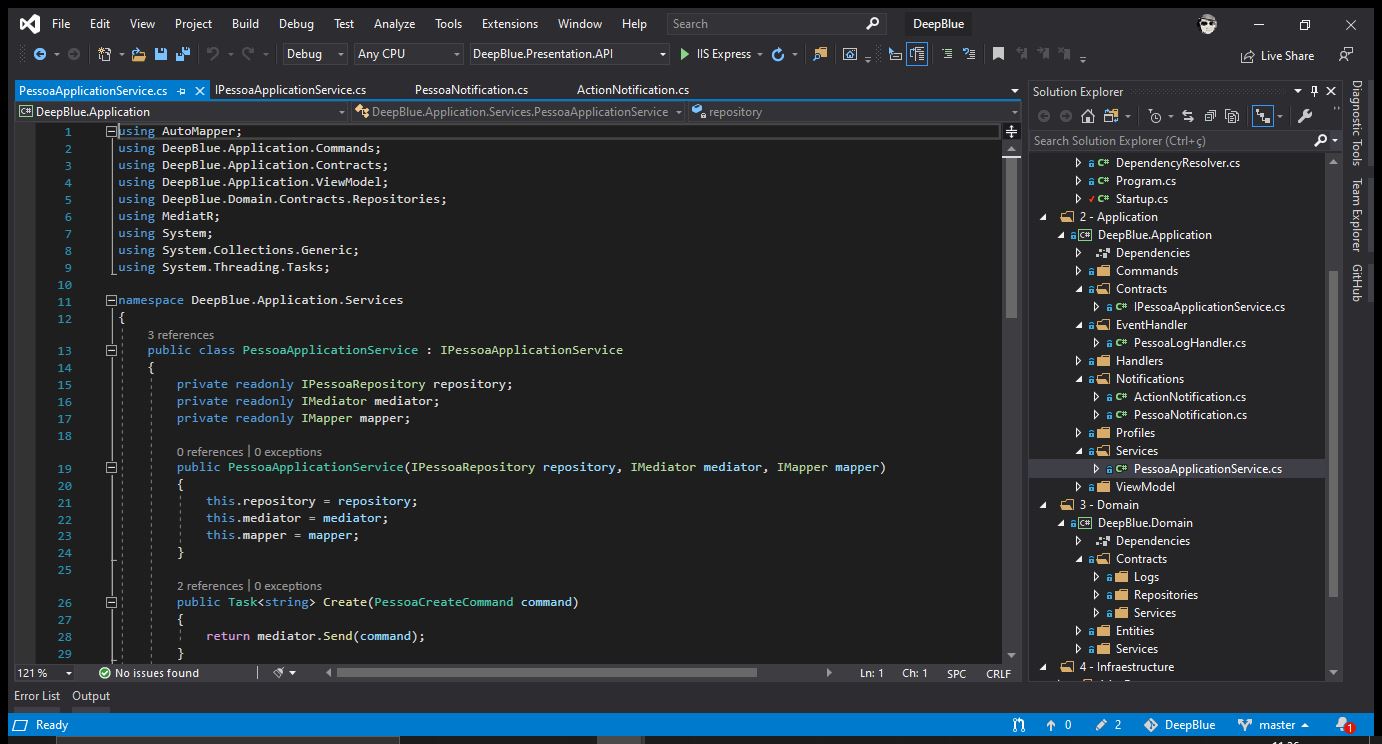 File Edit View Project Build Debug Test Analyze Tools Extensions Window Help Search DeepBlue
Debug Any CPU DeepBlue.Presentation.API IIS Express Live Share
PessoaApplicationService.cs IPessoaApplicationService.cs PessoaNotification.cs ActionNotification.cs
C# DeepBlue.Application DeepBlue.Application.Services.PessoaApplicationService repository
1 using AutoMapper;
2 using DeepBlue.Application.Commands;
3 using DeepBlue.Application.Contracts;
4 using DeepBlue.Application.ViewModel;
5 using DeepBlue.Domain.Contracts.Repositories;
6 using MediatR;
7 using System;
8 using System.Collections.Generic;
9 using System.Threading.Tasks;
10
11 namespace DeepBlue.Application.Services
12 {
3 references
13 public class PessoaApplicationService : IPessoaApplicationService
14 {
15 private readonly IPessoaRepository repository;
16 private readonly IMediator mediator;
17 private readonly IMapper mapper;
18
0 references | 0 exceptions
19 public PessoaApplicationService(IPessoaRepository repository, IMediator mediator, IMapper mapper)
20 {
21 this.repository = repository;
22 this.mediator = mediator;
23 this.mapper = mapper;
24 }
25
2 references | 0 exceptions
26 public Task<string> Create(PessoaCreateCommand command)
27 {
28 return mediator.Send(command);
29 }
121 % No issues found Ln: 1 Ch: 1 SPC CRLF
Solution Explorer
Search Solution Explorer (Ctrl+ç)
C# DependencyResolver.cs
C# Program.cs
C# Startup.cs
2 - Application
C# DeepBlue.Application
Dependencies
Commands
Contracts
C# IPessoaApplicationService.cs
EventHandler
C# PessoaLogHandler.cs
Handlers
Notifications
C# ActionNotification.cs
C# PessoaNotification.cs
Profiles
Services
C# PessoaApplicationService.cs
ViewModel
3 - Domain
C# DeepBlue.Domain
Dependencies
Contracts
Logs
Repositories
Services
Entities
Services
4 - Infrastructure
Diagnostic Tools
Team Explorer
GitHub
Error List Output
Ready 0 2 DeepBlue master 1